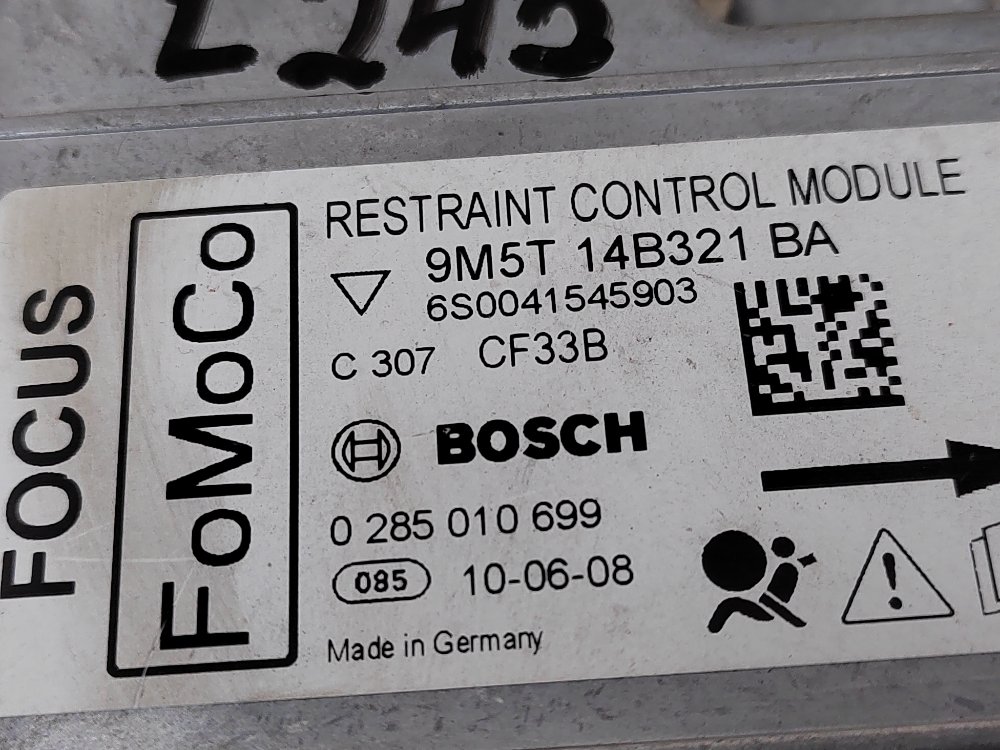 L245
RESTRAINT CONTROL MODULE
9M5T 14B321 BA
6S0041545903
C 307 CF33B
BOSCH
0 285 010 699
085 10-06-08
Made in Germany
FoMoCo
FOCUS